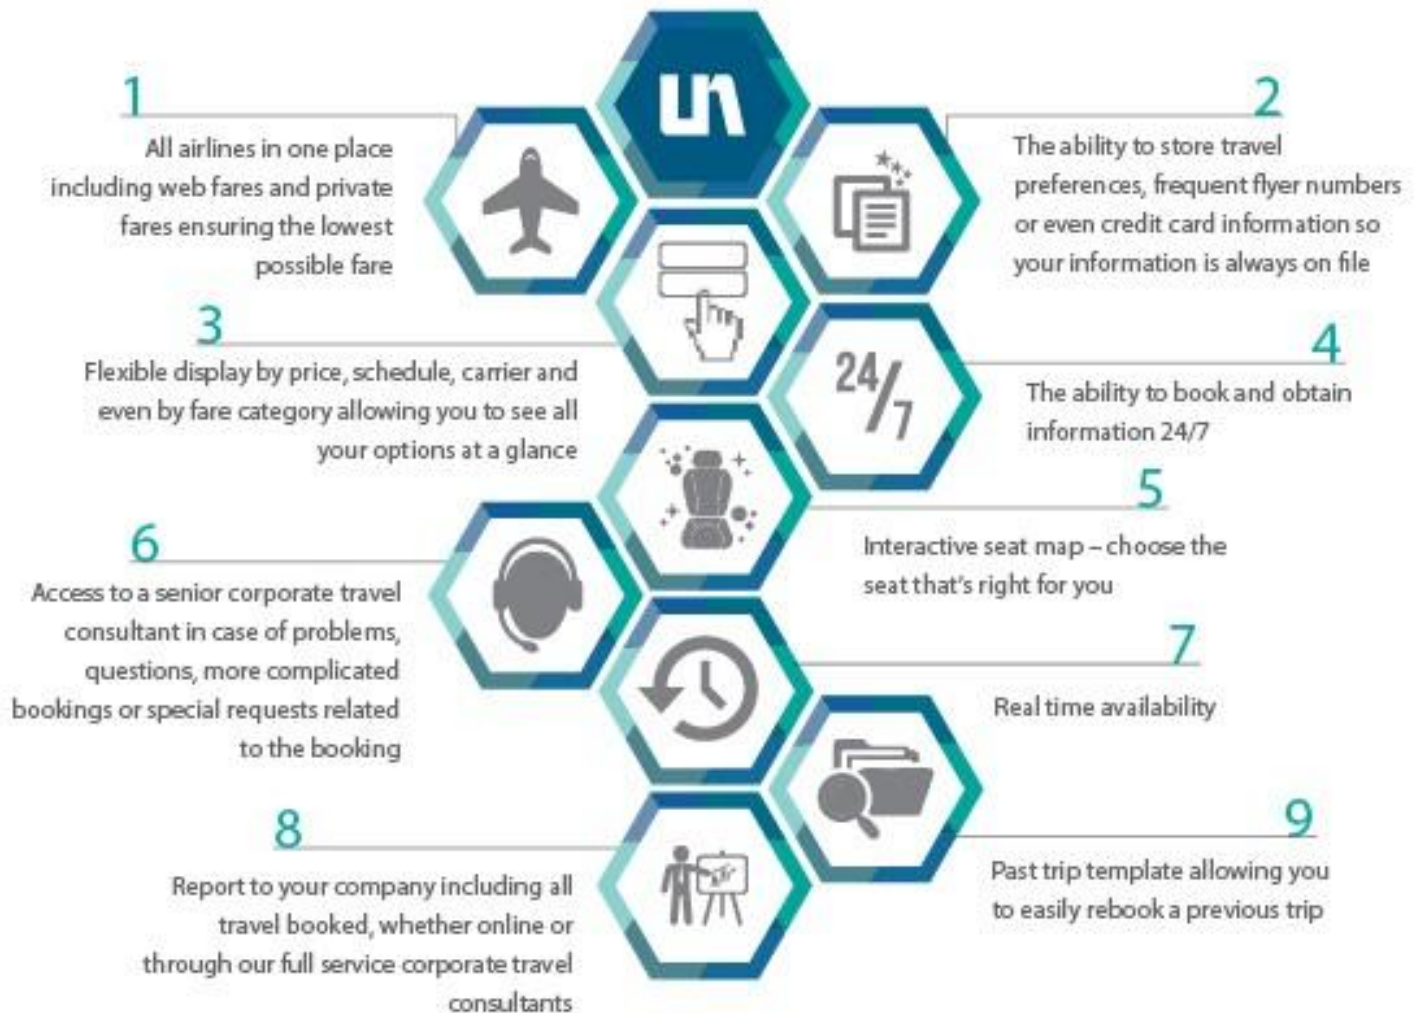 un
1
All airlines in one place
including web fares and private
fares ensuring the lowest
possible fare
2
The ability to store travel
preferences, frequent flyer numbers
or even credit card information so
your information is always on file
3
Flexible display by price, schedule, carrier and
even by fare category allowing you to see all
your options at a glance
24/7
4
The ability to book and obtain
information 24/7
5
Interactive seat map – choose the
seat that's right for you
6
Access to a senior corporate travel
consultant in case of problems,
questions, more complicated
bookings or special requests related
to the booking
7
Real time availability
8
Report to your company including all
travel booked, whether online or
through our full service corporate travel
consultants
9
Past trip template allowing you
to easily rebook a previous trip